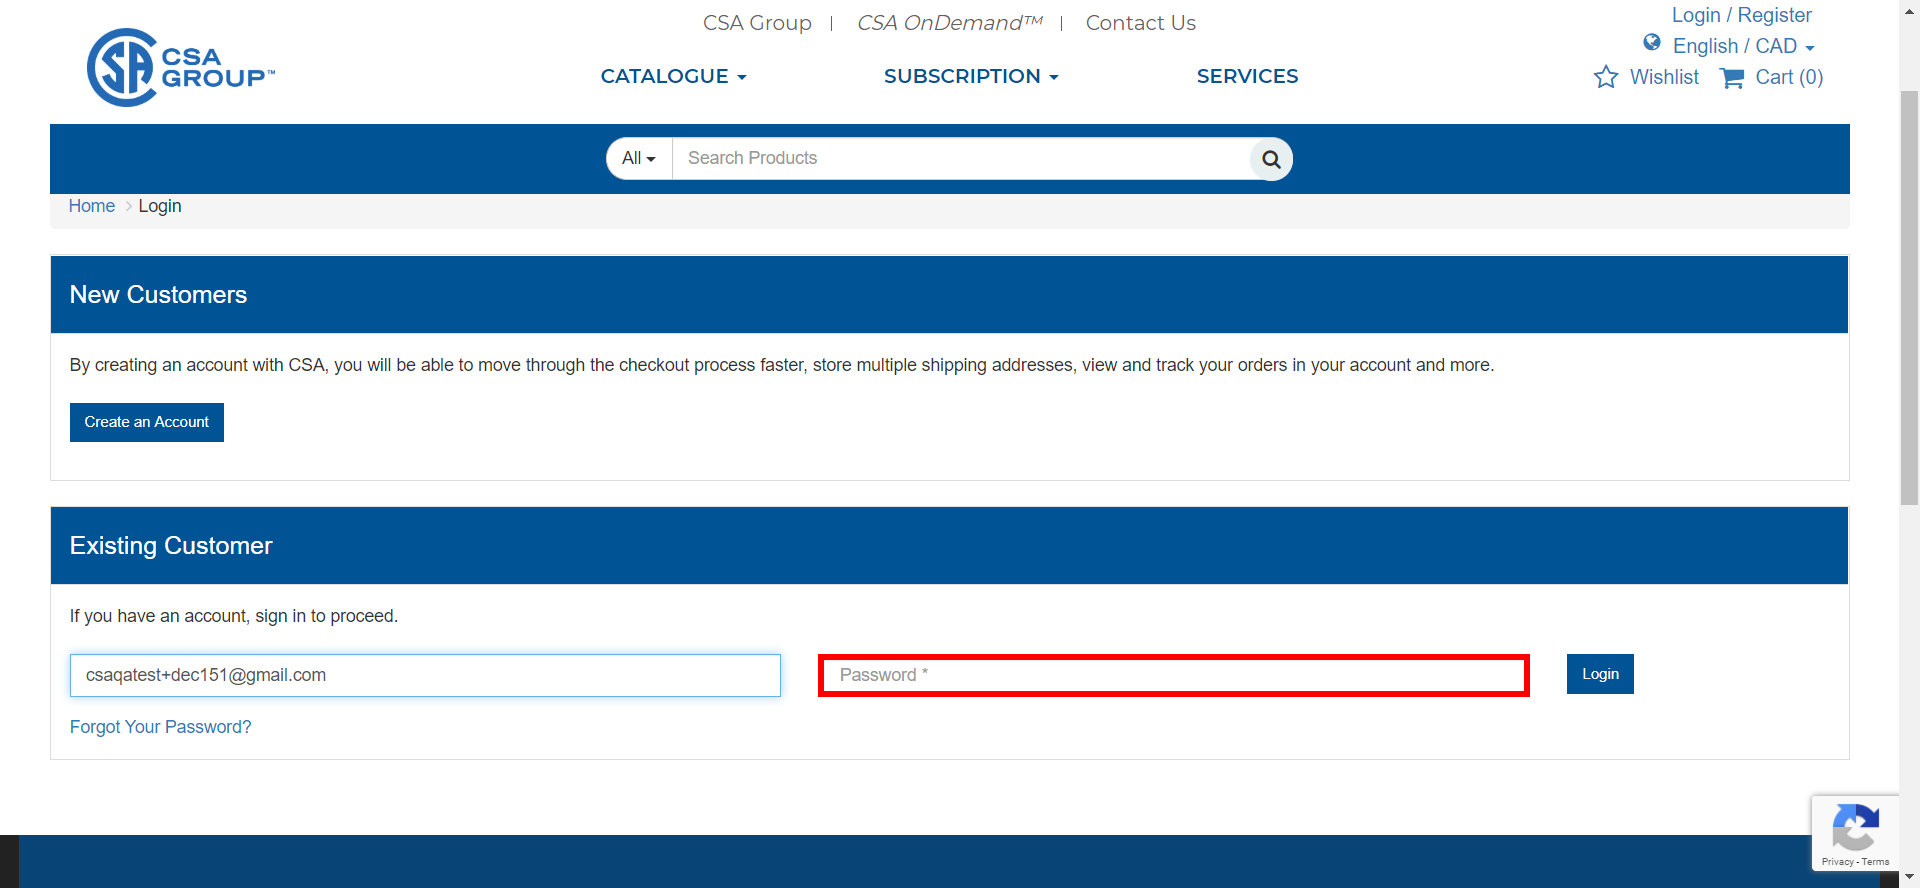 CSA Group | CSA OnDemand™ | Contact Us
Login / Register
English / CAD
CSA
GROUP™
CATALOGUE
SUBSCRIPTION
SERVICES
Wishlist
Cart (0)
All
Search Products
Home > Login
New Customers
By creating an account with CSA, you will be able to move through the checkout process faster, store multiple shipping addresses, view and track your orders in your account and more.
Create an Account
Existing Customer
If you have an account, sign in to proceed.
csaqatest+dec151@gmail.com
Password *
Login
Forgot Your Password?
Privacy - Terms